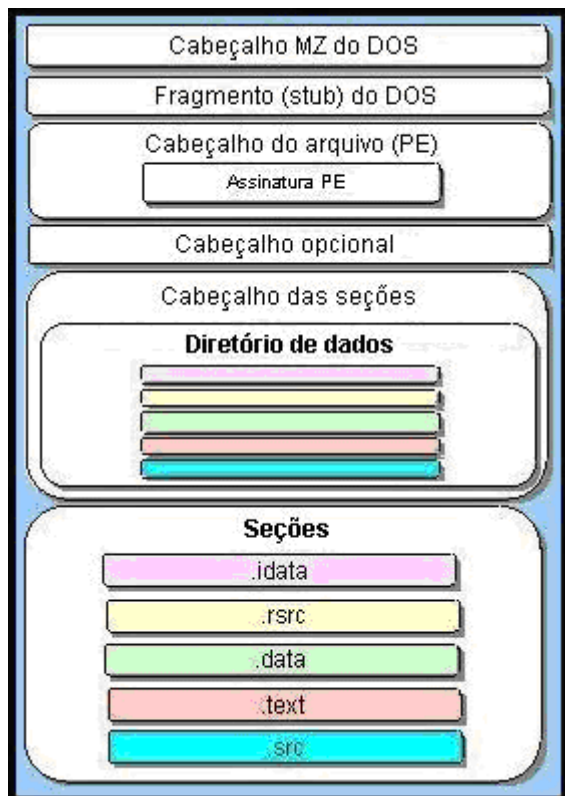 Cabeçalho MZ do DOS
Fragmento (stub) do DOS
Cabeçalho do arquivo (PE)
Assinatura PE
Cabeçalho opcional
Cabeçalho das seções
Diretório de dados
Seções
.idata
.rsrc
.data
.text
.src